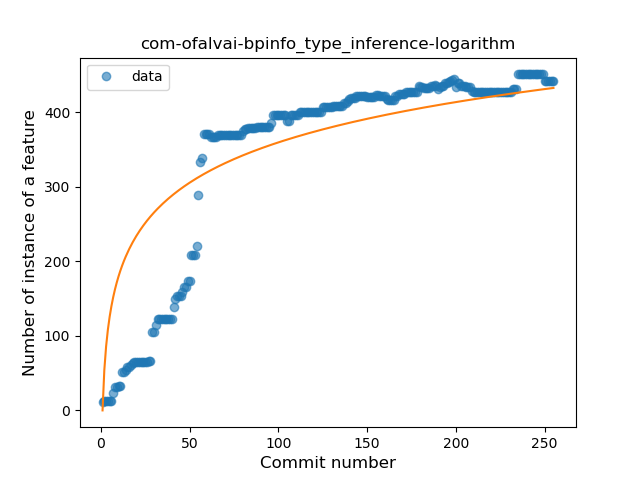 com-ofalvai-bpinfo_type_inference-logarithm
data
Number of instance of a feature
400
300
200
100
0
0 50 100 150 200 250
Commit number